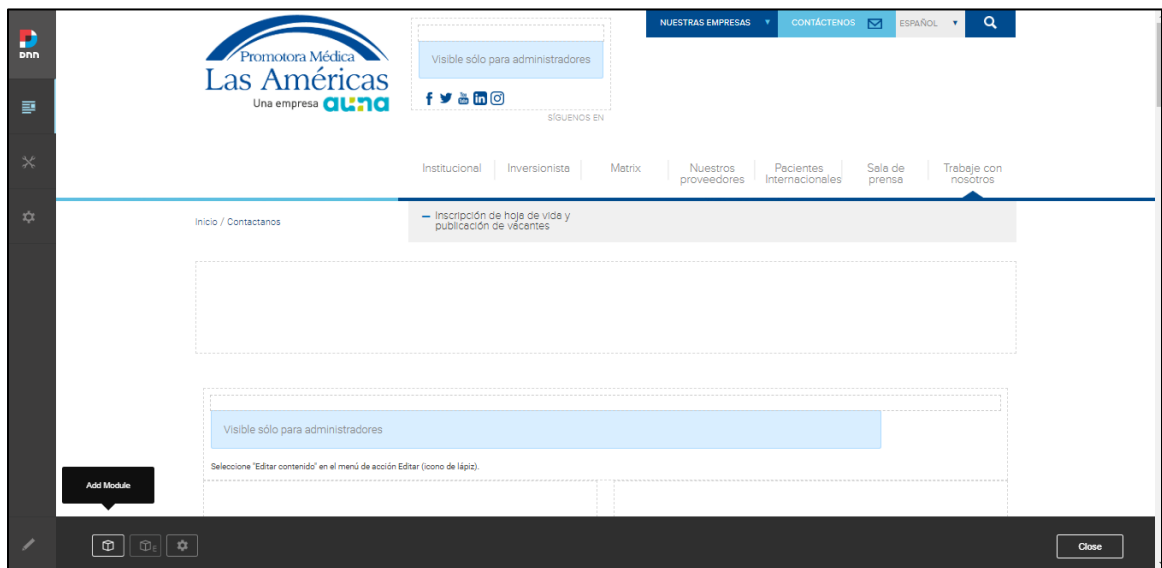 NUESTRAS EMPRESAS
CONTÁCTENOS
ESPAÑOL
Dnn
Promotora Médica
Las Américas
Una empresa auna
Visible sólo para administradores
SÍGUENOS EN
Institucional
Inversionista
Matrix
Nuestros
proveedores
Pacientes
Internacionales
Sala de
prensa
Trabaje con
nosotros
Inicio / Contactanos
Inscripción de hoja de vida y
publicación de vacantes
Visible sólo para administradores
Seleccione "Editar contenido" en el menú de acción Editar (icono de lápiz).
Add Module
E
Close